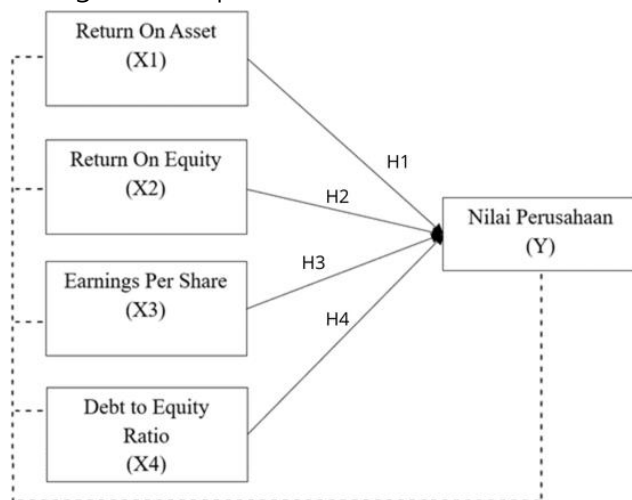 Return On Asset
(X1)
H1
Return On Equity
(X2)
H2
Nilai Perusahaan
(Y)
Earnings Per Share
(X3)
H3
H4
Debt to Equity
Ratio
(X4)